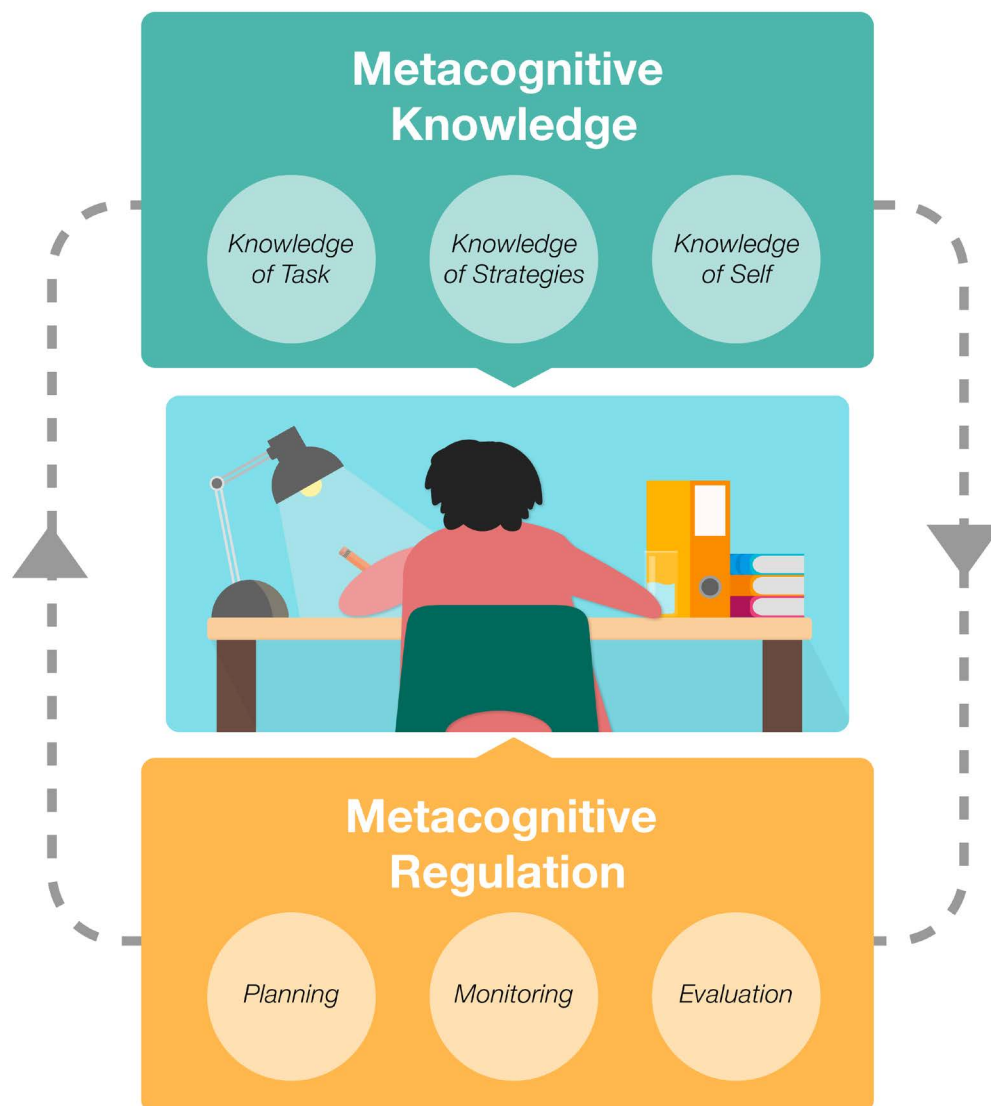 Metacognitive
Knowledge
Knowledge
of Task
Knowledge
of Strategies
Knowledge
of Self
Metacognitive
Regulation
Planning
Monitoring
Evaluation